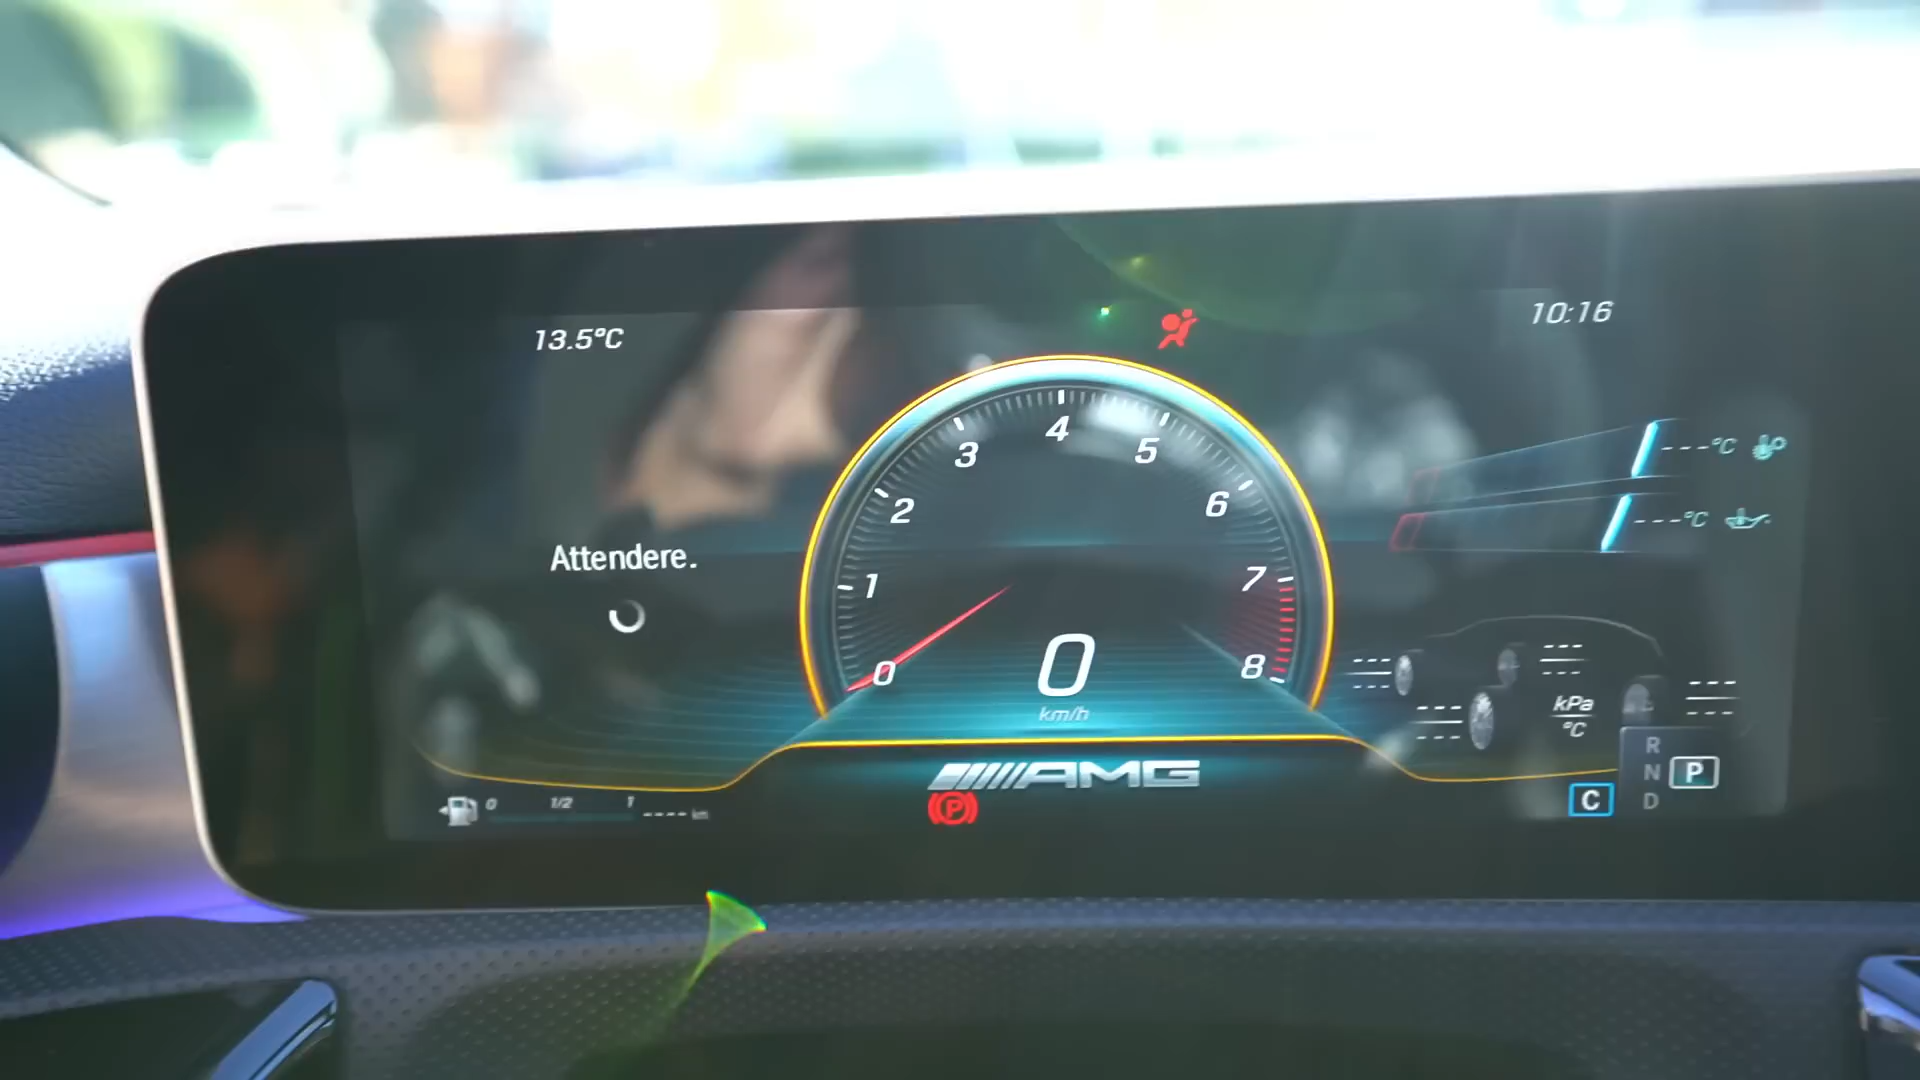 13.5°C
10:16
4
3
5
2
6
1
7
0
8
Attendere.
0
km/h
---°C
---°C
kPa
°C
AMG
P
0 1/2 1 ---- km
C
R
N
D
P